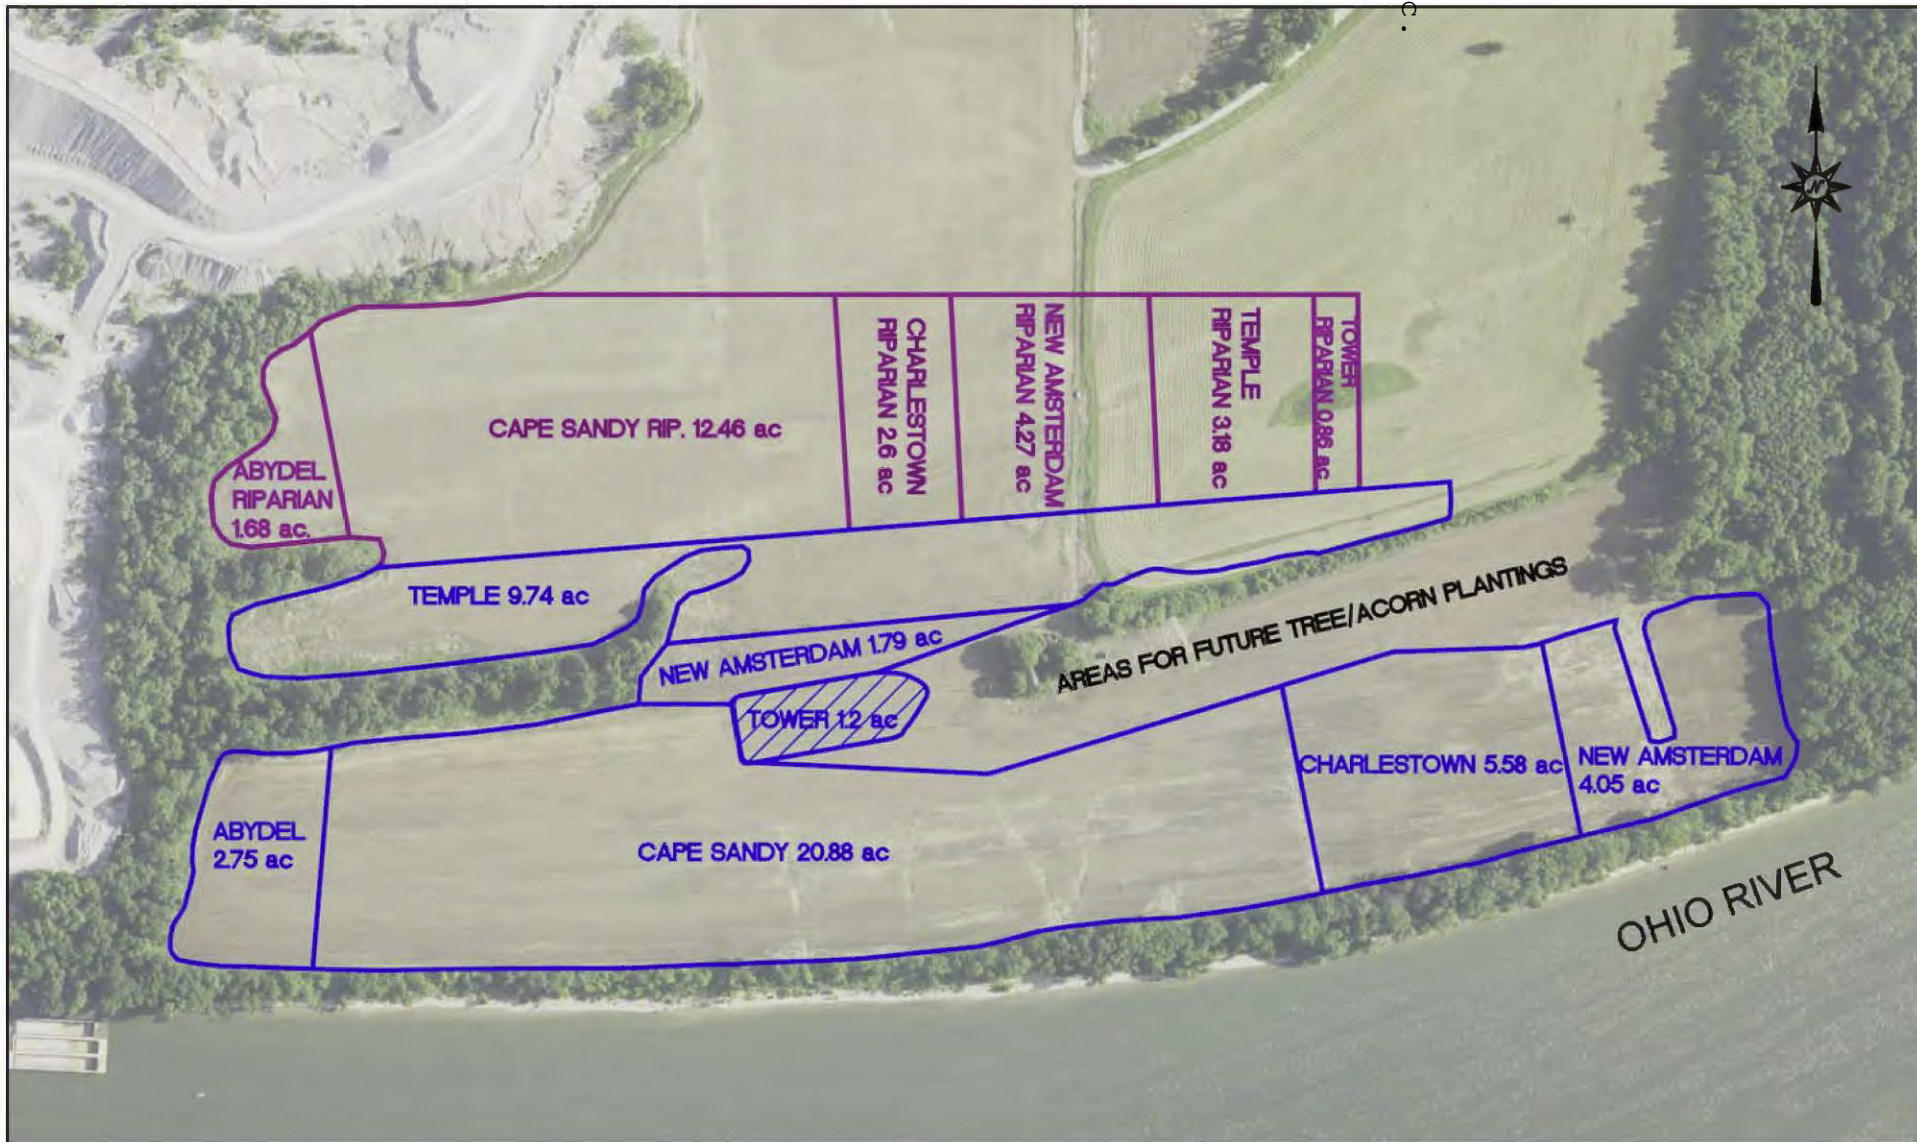 C.
N
CAPE SANDY RIP. 12.46 ac
CHARLESTOWN
RIPARIAN 2.6 ac
NEW AMSTERDAM
RIPARIAN 4.27 ac
TEMPLE
RIPARIAN 3.18 ac
TOWER
RIPARIAN 0.86 ac.
ABYDEL
RIPARIAN
1.68 ac.
TEMPLE 9.74 ac
NEW AMSTERDAM 1.79 ac
AREAS FOR FUTURE TREE/ACORN PLANTINGS
TOWER 1.2 ac
CHARLESTOWN 5.58 ac
NEW AMSTERDAM
4.05 ac
ABYDEL
2.75 ac
CAPE SANDY 20.88 ac
OHIO RIVER